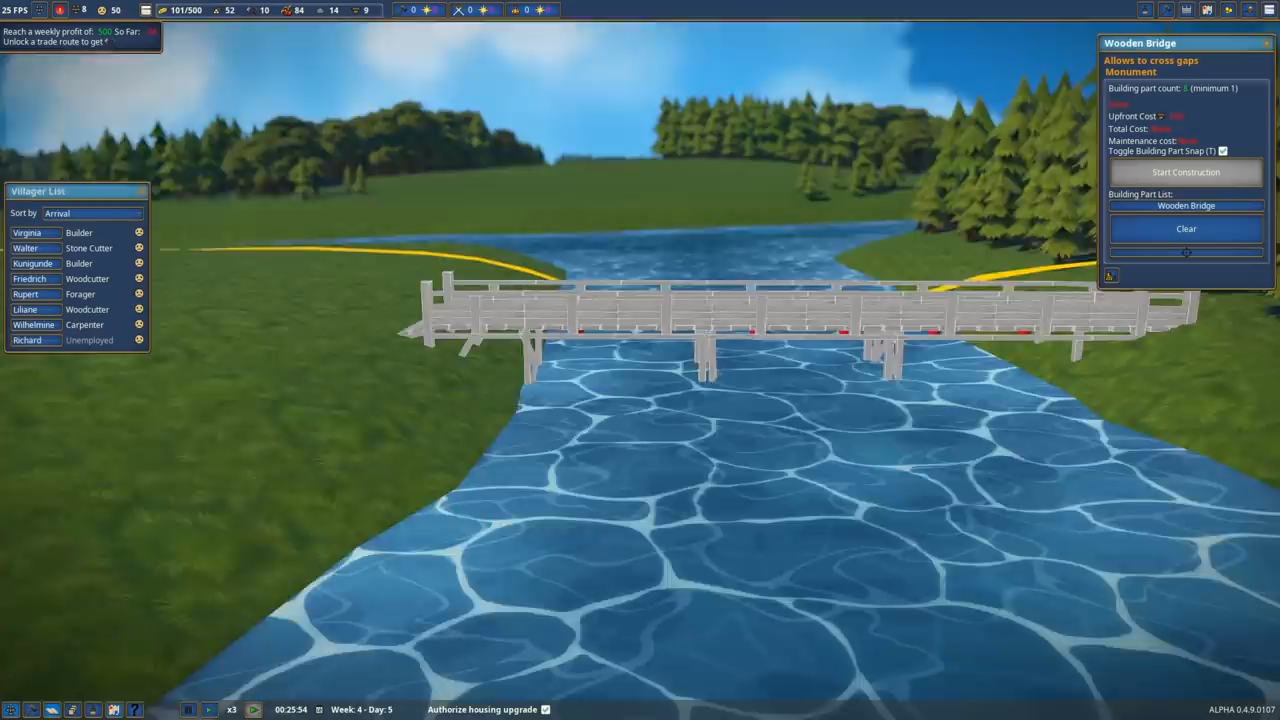 25 FPS 8 50 101/500 52 10 84 14 9 0 0 0
Reach a weekly profit of: 500 So Far:
Unlock a trade route to get
Wooden Bridge
Allows to cross gaps
Monument
Building part count: 8 (minimum 1)
Upfront Cost
Total Cost:
Maintenance cost:
Toggle Building Part Snap (T)
Start Construction
Building Part List:
Wooden Bridge
Clear
Villager List
Sort by Arrival
Virginia Builder
Walter Stone Cutter
Kunigunde Builder
Friedrich Woodcutter
Rupert Forager
Liliane Woodcutter
Wilhelmine Carpenter
Richard Unemployed
? x3 00:25:54 Week: 4 - Day: 5 Authorize housing upgrade ALPHA 0.4.9.0107